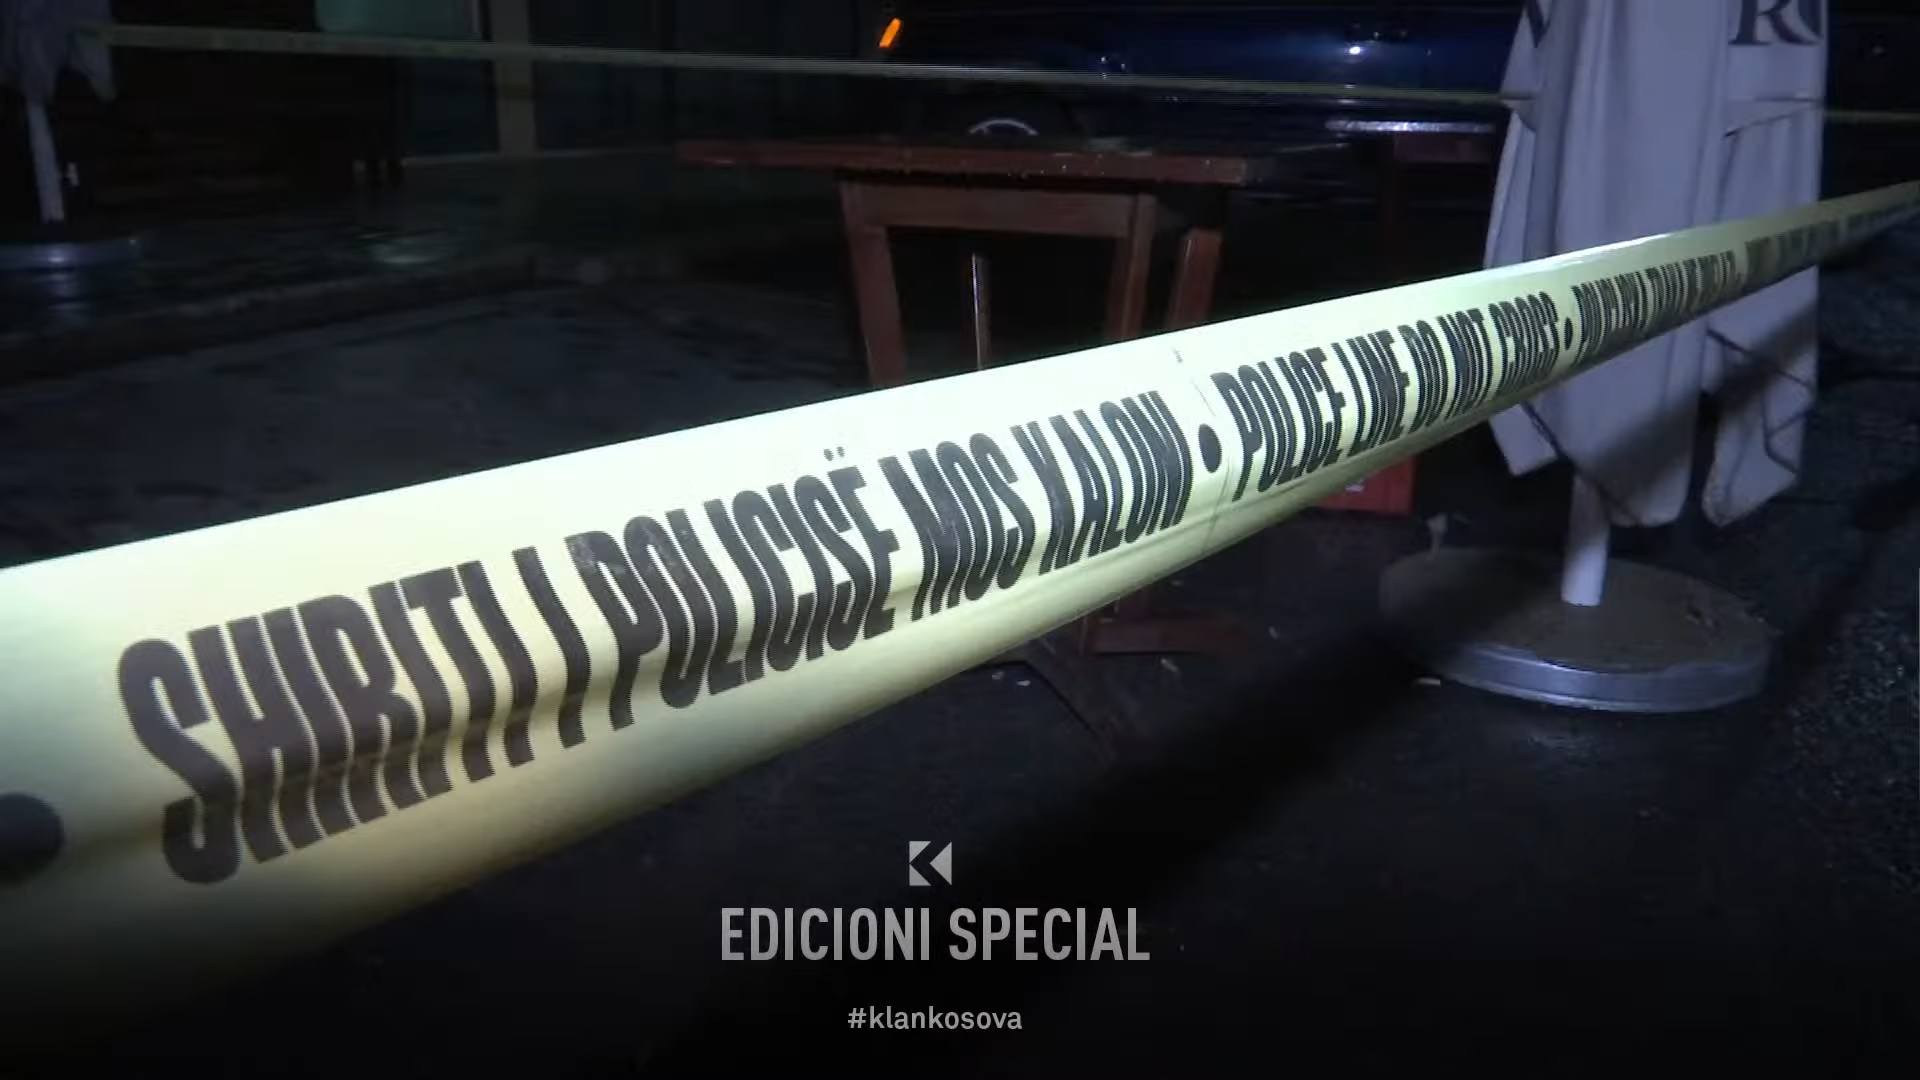 SHIRITI I POLICISË MOS KALONI • POLICE LINE DO NOT CROSS •
EDICIONI SPECIAL
#klankosova